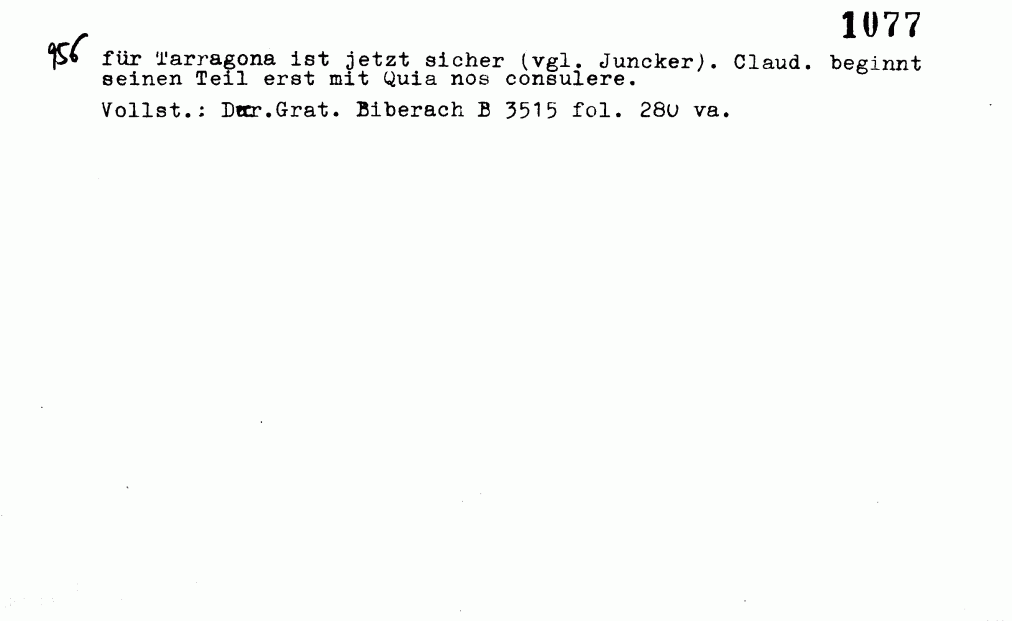 1077
956 für Tarragona ist jetzt sicher (vgl. Juncker). Claud. beginnt
seinen Teil erst mit Quia nos consulere.
Vollst.: Decr.Grat. Biberach B 3515 fol. 280 va.